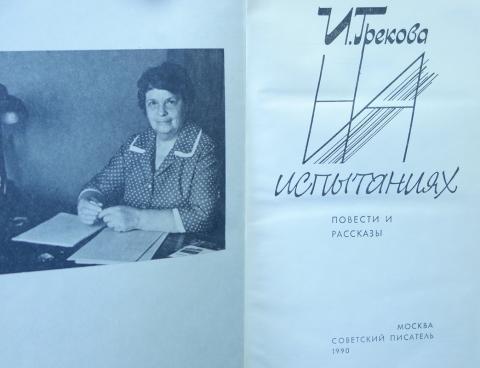 И. Грекова
НА
ИСПЫТАНИЯХ
ПОВЕСТИ И
РАССКАЗЫ
МОСКВА
СОВЕТСКИЙ ПИСАТЕЛЬ
1990